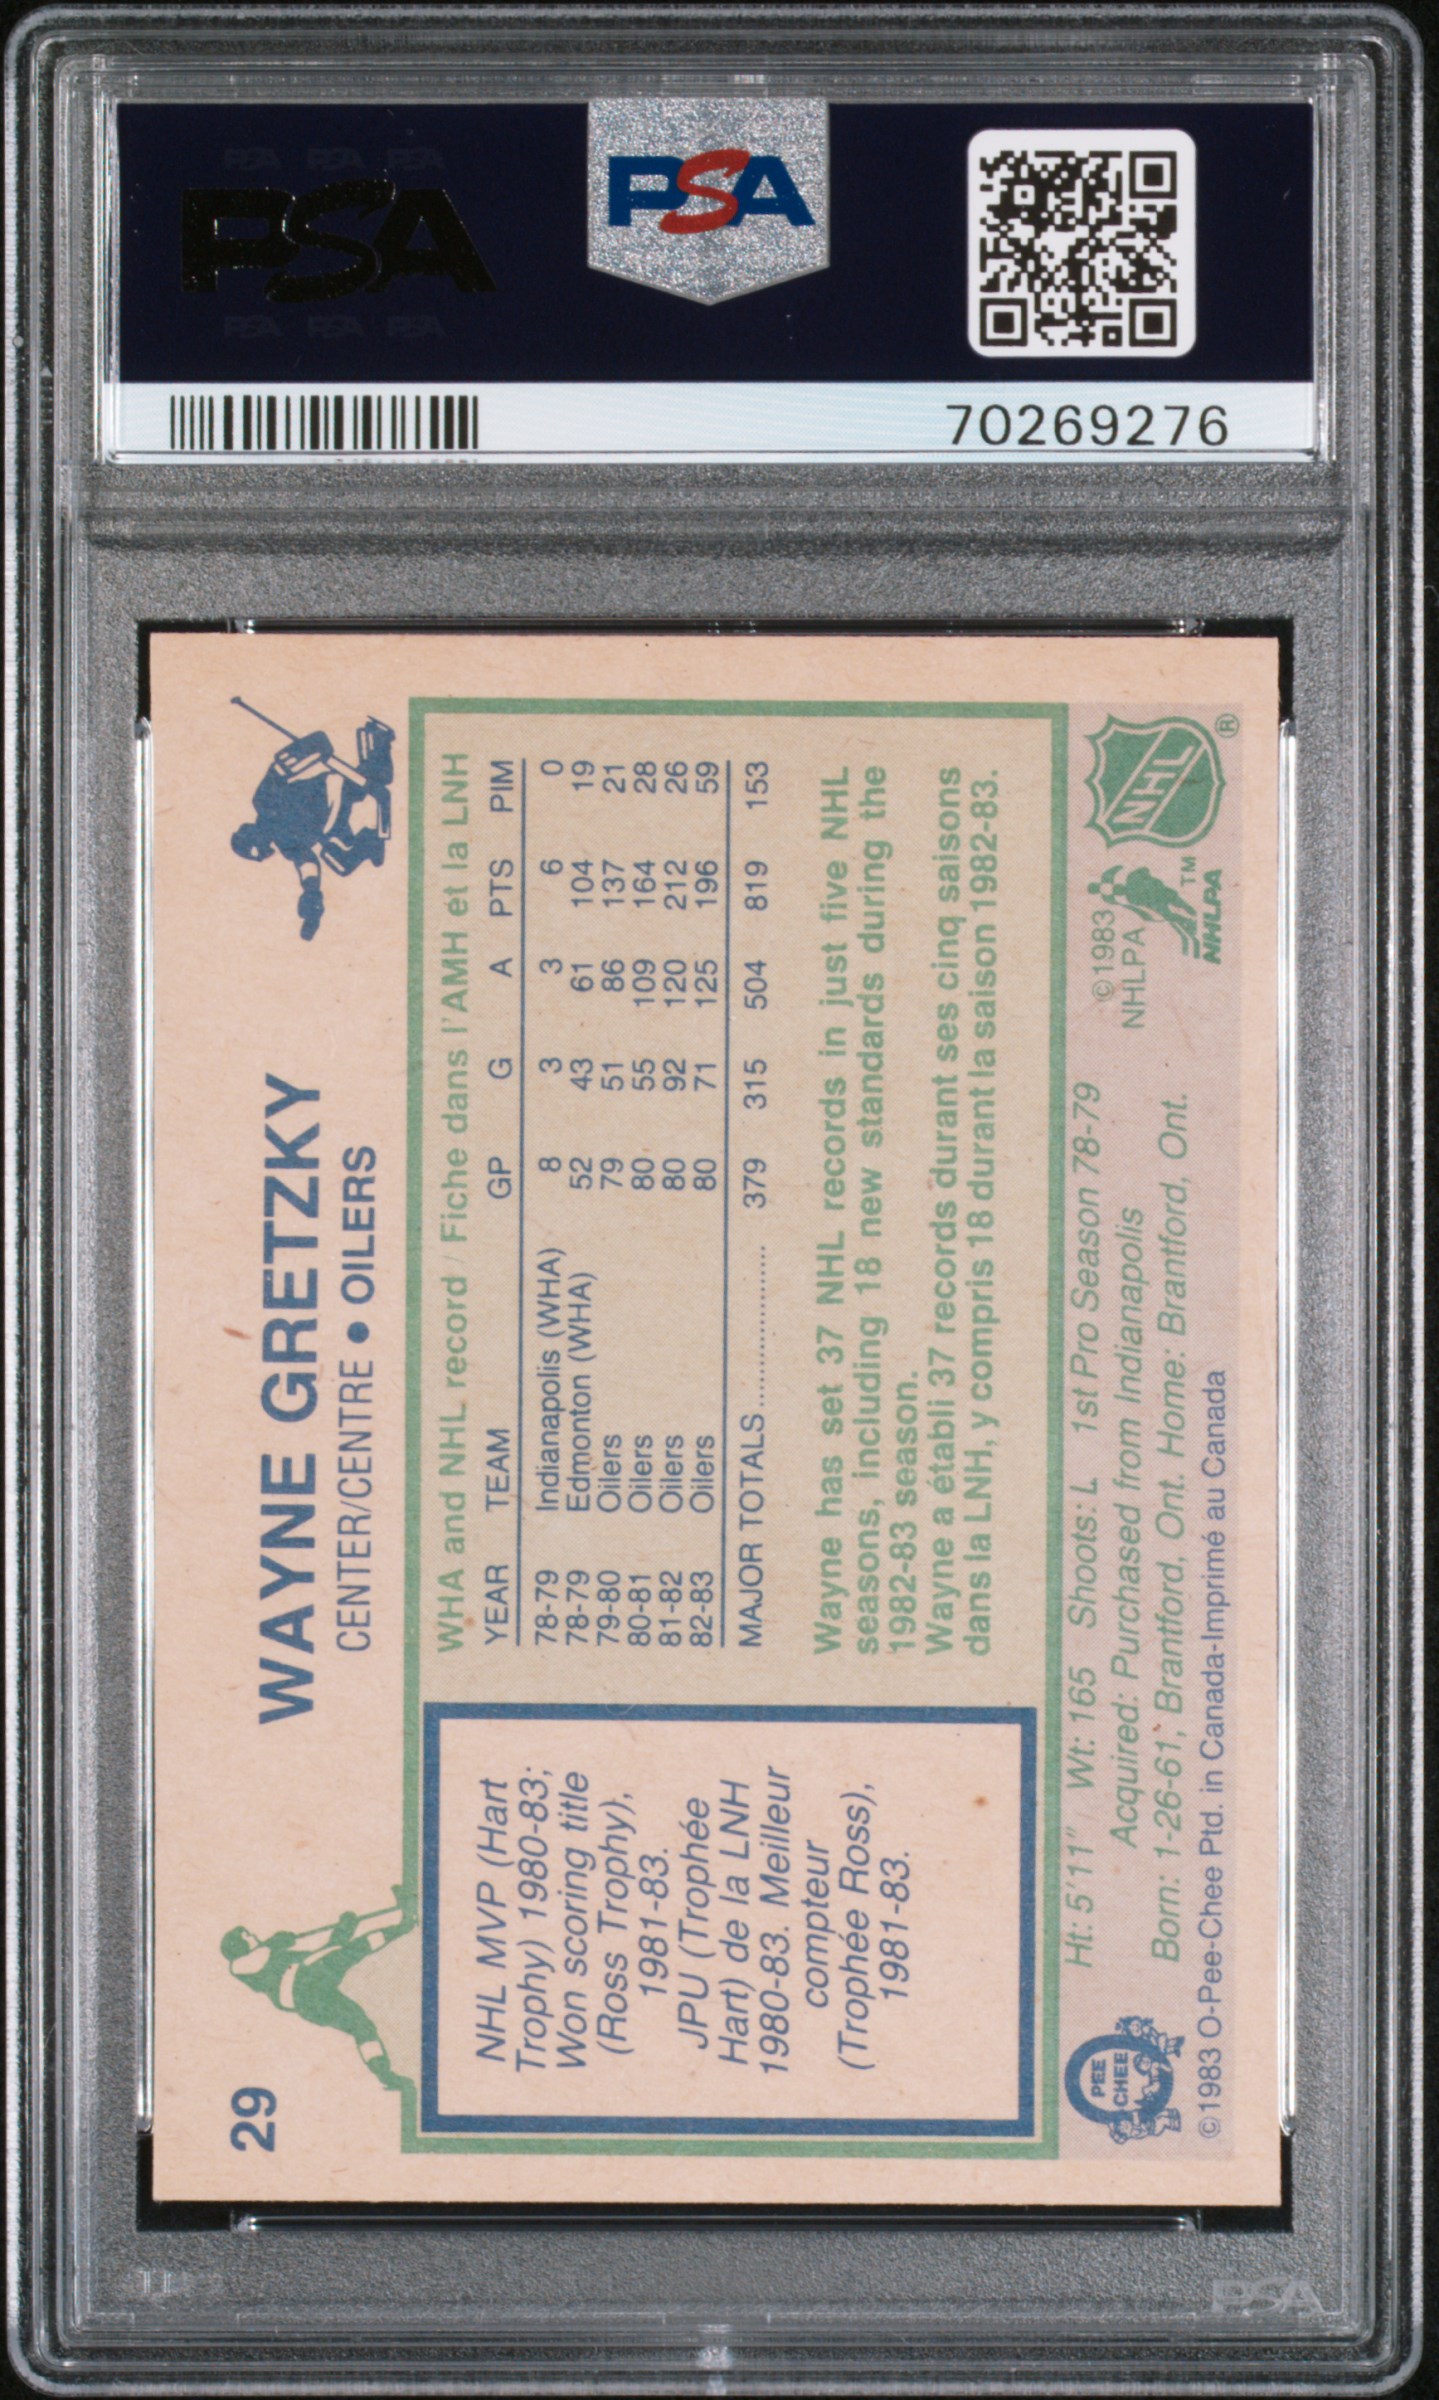 PSA PSA PSA
PSA
PSA PSA PSA
PSA
70269276
29
WAYNE GRETZKY
CENTER/CENTRE • OILERS
WHA and NHL record / Fiche dans l'AMH et la LNH
YEAR TEAM GP G A PTS PIM
78-79 Indianapolis (WHA) 8 3 3 6 0
78-79 Edmonton (WHA) 52 43 61 104 19
79-80 Oilers 79 51 86 137 21
80-81 Oilers 80 55 109 164 28
81-82 Oilers 80 92 120 212 26
82-83 Oilers 80 71 125 196 59
MAJOR TOTALS................ 379 315 504 819 153
Wayne has set 37 NHL records in just five NHL
seasons, including 18 new standards during the
1982-83 season.
Wayne a établi 37 records durant ses cinq saisons
dans la LNH, y compris 18 durant la saison 1982-83.
NHL MVP (Hart
Trophy) 1980-83;
Won scoring title
(Ross Trophy),
1981-83.
JPU (Trophée
Hart) de la LNH
1980-83. Meilleur
compteur
(Trophée Ross),
1981-83.
Ht: 5'11" Wt: 165 Shoots: L 1st Pro Season 78-79
Acquired: Purchased from Indianapolis
Born: 1-26-61, Brantford, Ont. Home: Brantford, Ont.
©1983 O-Pee-Chee Ptd. in Canada-Imprimé au Canada
O
PEE
CHEE
©1983
NHLPA
NHLPA™
NHL®
PSA